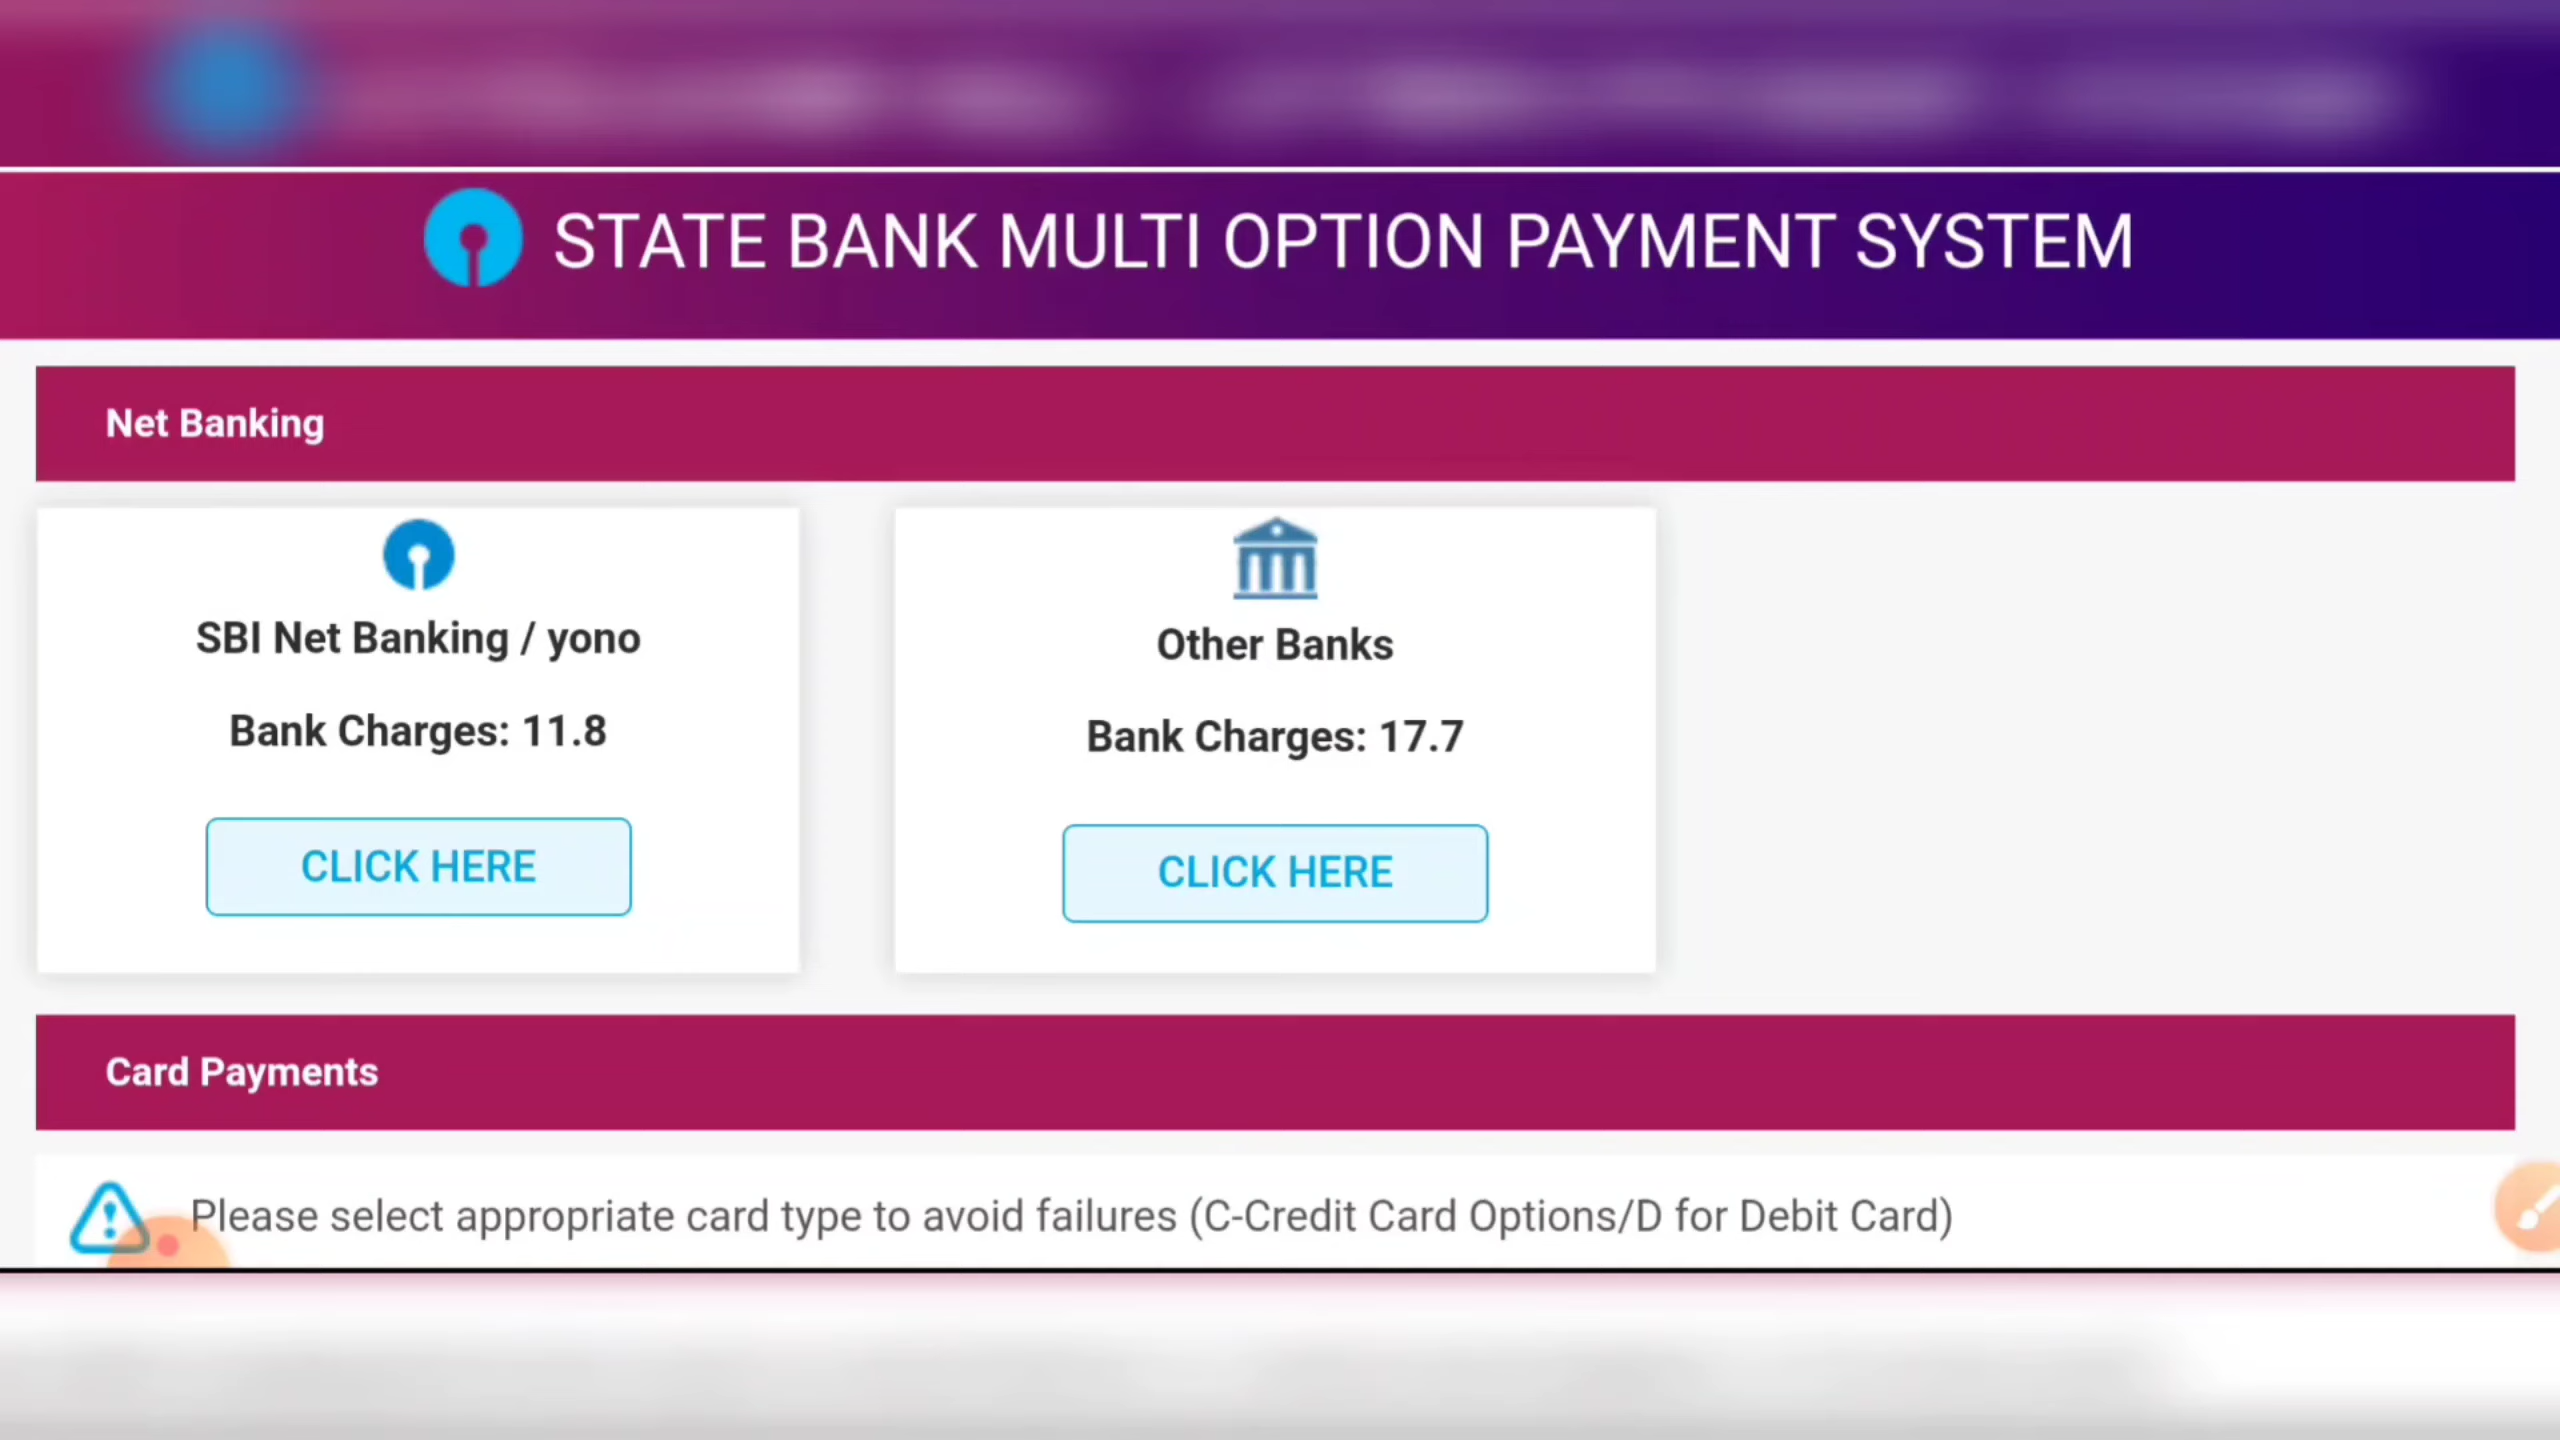 STATE BANK MULTI OPTION PAYMENT SYSTEM
Net Banking
SBI Net Banking / yono
Bank Charges: 11.8
CLICK HERE
Other Banks
Bank Charges: 17.7
CLICK HERE
Card Payments
Please select appropriate card type to avoid failures (C-Credit Card Options/D for Debit Card)